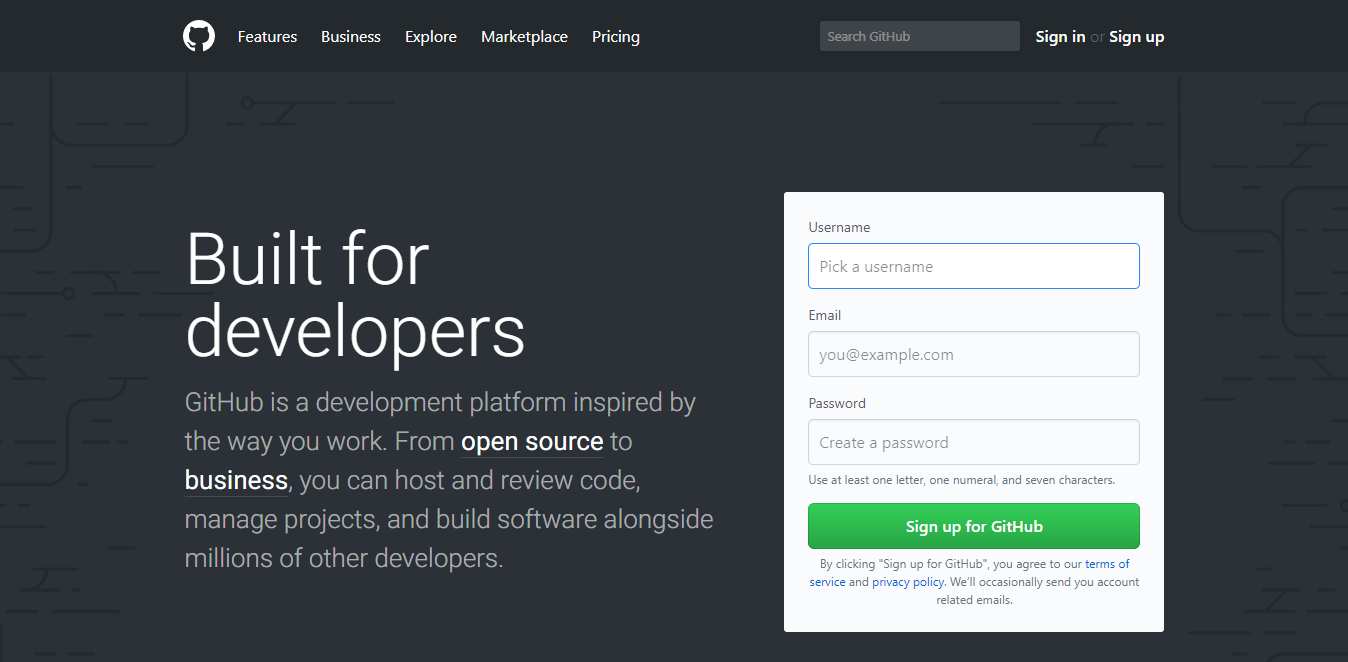 Features Business Explore Marketplace Pricing Search GitHub Sign in or Sign up
Built for
developers
GitHub is a development platform inspired by
the way you work. From open source to
business, you can host and review code,
manage projects, and build software alongside
millions of other developers.
Username
Pick a username
Email
you@example.com
Password
Create a password
Use at least one letter, one numeral, and seven characters.
Sign up for GitHub
By clicking "Sign up for GitHub", you agree to our terms of
service and privacy policy. We’ll occasionally send you account
related emails.